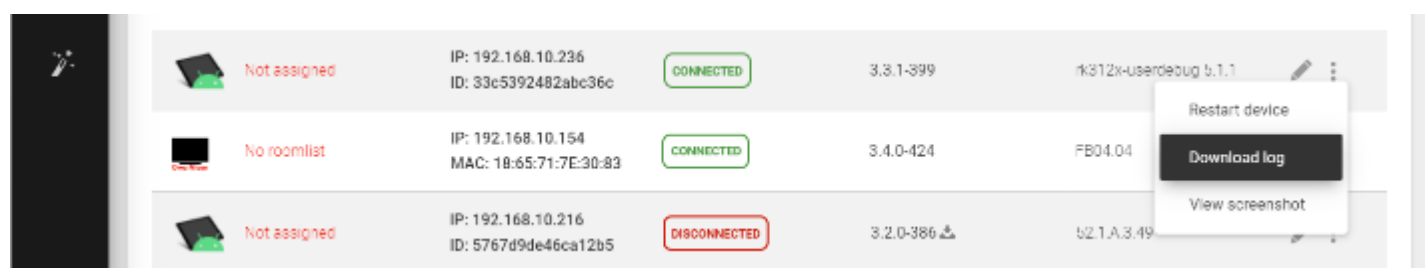 Not assigned
IP: 192.168.10.236
ID: 33c5392482abc36c
CONNECTED
3.3.1-399
rk312x-userdebug 5.1.1
Restart device
No roomlist
IP: 192.168.10.154
MAC: 18:65:71:7E:30:83
CONNECTED
3.4.0-424
FB04.04
Download log
View screenshot
Not assigned
IP: 192.168.10.216
ID: 5767d9de46ca12b5
DISCONNECTED
3.2.0-386
52.1.A.3.49